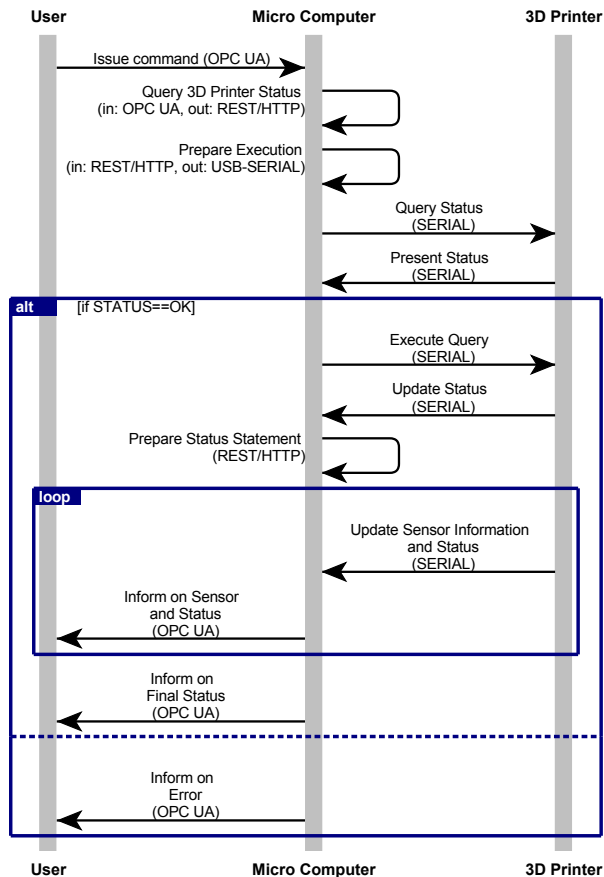 User
Micro Computer
3D Printer
Issue command (OPC UA)
Query 3D Printer Status
(in: OPC UA, out: REST/HTTP)
Prepare Execution
(in: REST/HTTP, out: USB-SERIAL)
Query Status
(SERIAL)
Present Status
(SERIAL)
alt
[if STATUS==OK]
Execute Query
(SERIAL)
Update Status
(SERIAL)
Prepare Status Statement
(REST/HTTP)
loop
Update Sensor Information
and Status
(SERIAL)
Inform on Sensor
and Status
(OPC UA)
Inform on
Final Status
(OPC UA)
Inform on
Error
(OPC UA)
User
Micro Computer
3D Printer